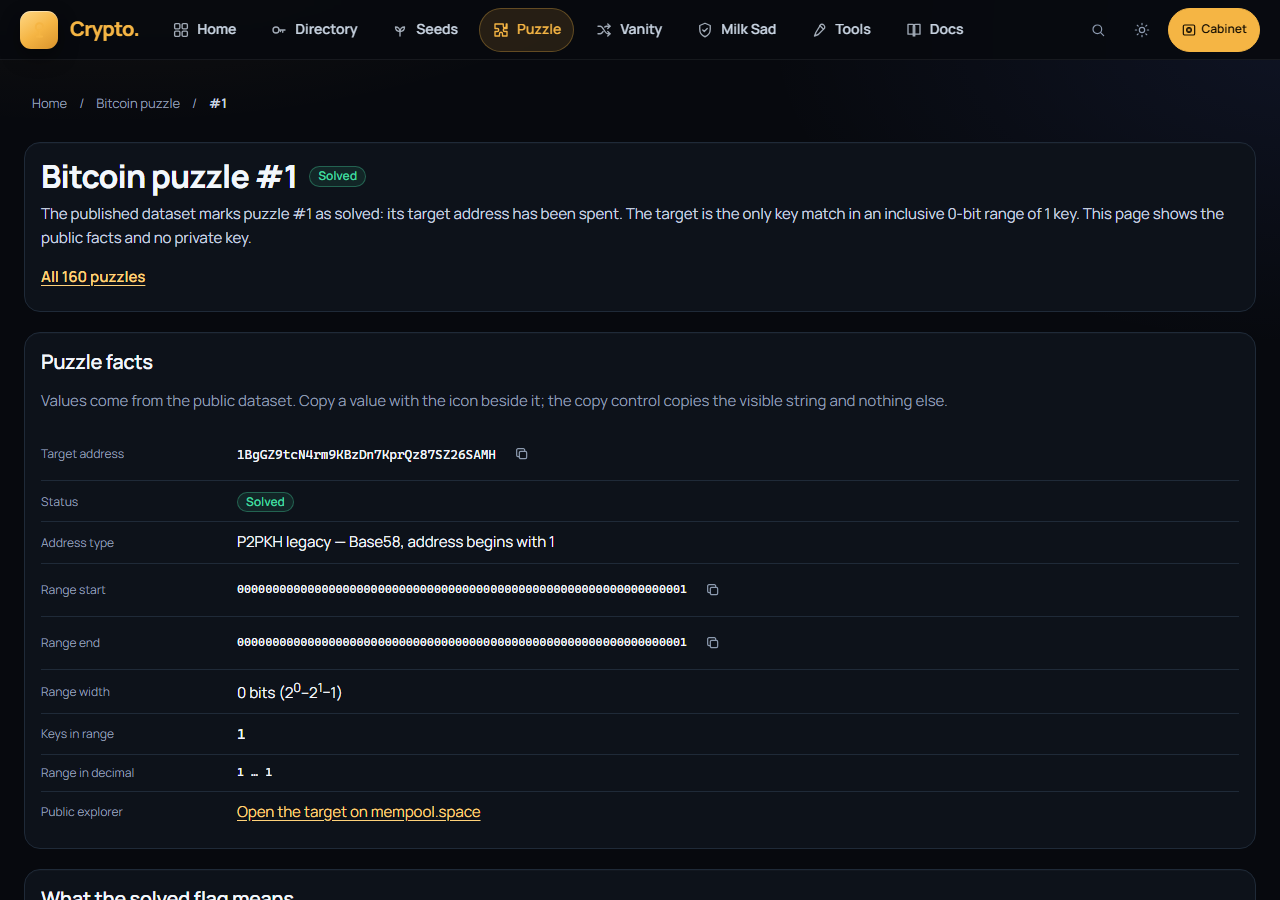 Crypto.
Home
Directory
Seeds
Puzzle
Vanity
Milk Sad
Tools
Docs
Cabinet
Home / Bitcoin puzzle / #1
Bitcoin puzzle #1 Solved
The published dataset marks puzzle #1 as solved: its target address has been spent. The target is the only key match in an inclusive 0-bit range of 1 key. This page shows the
public facts and no private key.
All 160 puzzles
Puzzle facts
Values come from the public dataset. Copy a value with the icon beside it; the copy control copies the visible string and nothing else.
Target address 1BgGZ9tcN4rm9KBzDn7KprQz87SZ26SAMH
Status Solved
Address type P2PKH legacy — Base58, address begins with 1
Range start 0000000000000000000000000000000000000000000000000000000000000001
Range end 0000000000000000000000000000000000000000000000000000000000000001
Range width 0 bits (2⁰–2¹−1)
Keys in range 1
Range in decimal 1 … 1
Public explorer Open the target on mempool.space
What the solved flag means